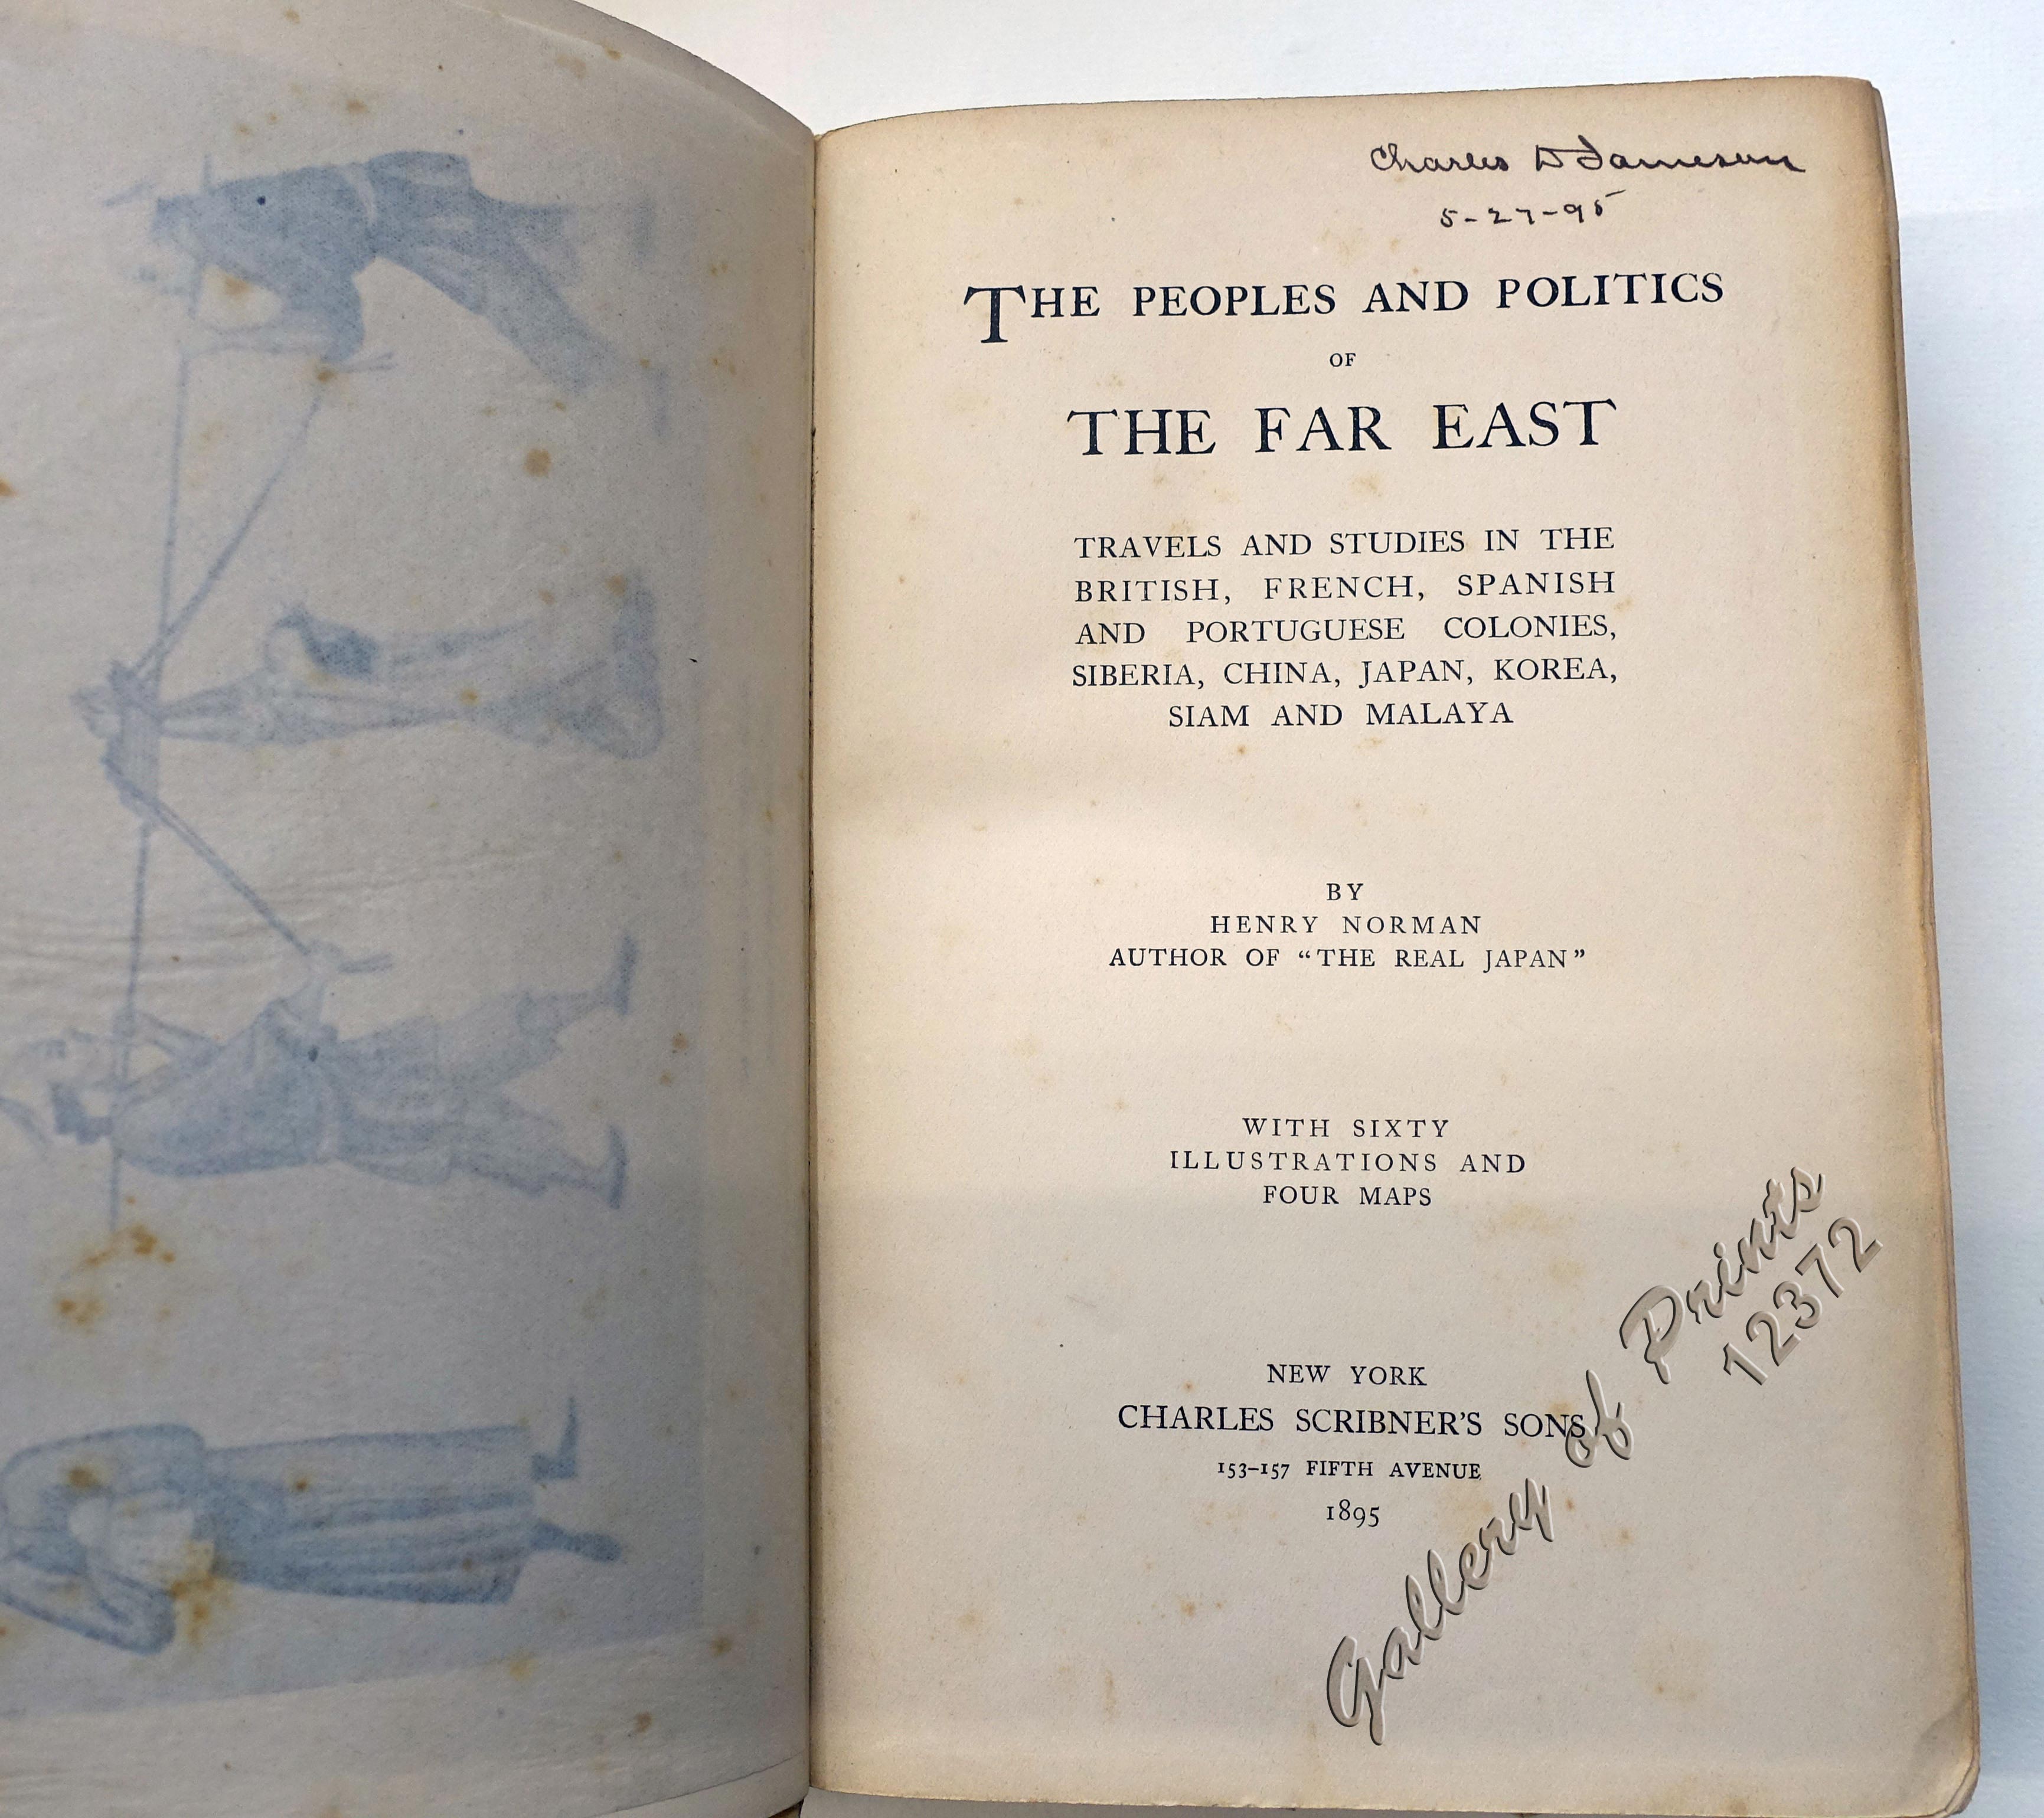 Charles D Jameson
5-27-95
THE PEOPLES AND POLITICS
OF
THE FAR EAST
TRAVELS AND STUDIES IN THE
BRITISH, FRENCH, SPANISH
AND PORTUGUESE COLONIES,
SIBERIA, CHINA, JAPAN, KOREA,
SIAM AND MALAYA
BY
HENRY NORMAN
AUTHOR OF “THE REAL JAPAN”
WITH SIXTY
ILLUSTRATIONS AND
FOUR MAPS
NEW YORK
CHARLES SCRIBNER'S SONS
153–157 FIFTH AVENUE
1895
Gallery of Prints
12372